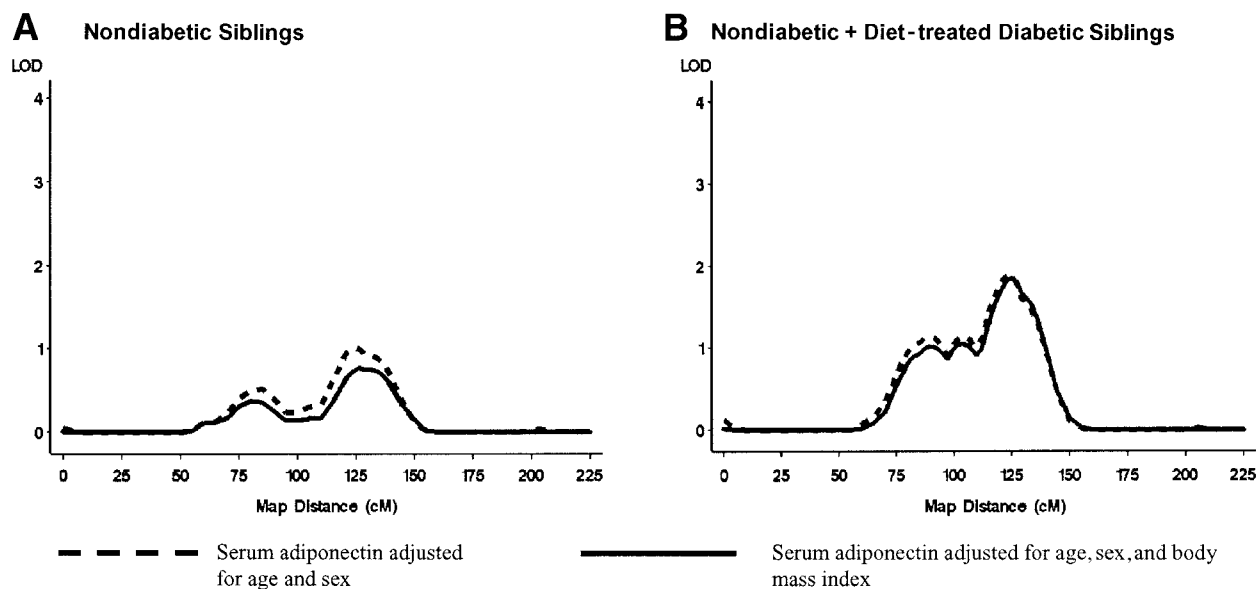 A Nondiabetic Siblings
LOD
4
3
2
1
0
0 25 50 75 100 125 150 175 200 225
Map Distance (cM)
B Nondiabetic + Diet-treated Diabetic Siblings
LOD
4
3
2
1
0
0 25 50 75 100 125 150 175 200 225
Map Distance (cM)
Serum adiponectin adjusted
for age and sex
Serum adiponectin adjusted for age, sex, and body
mass index